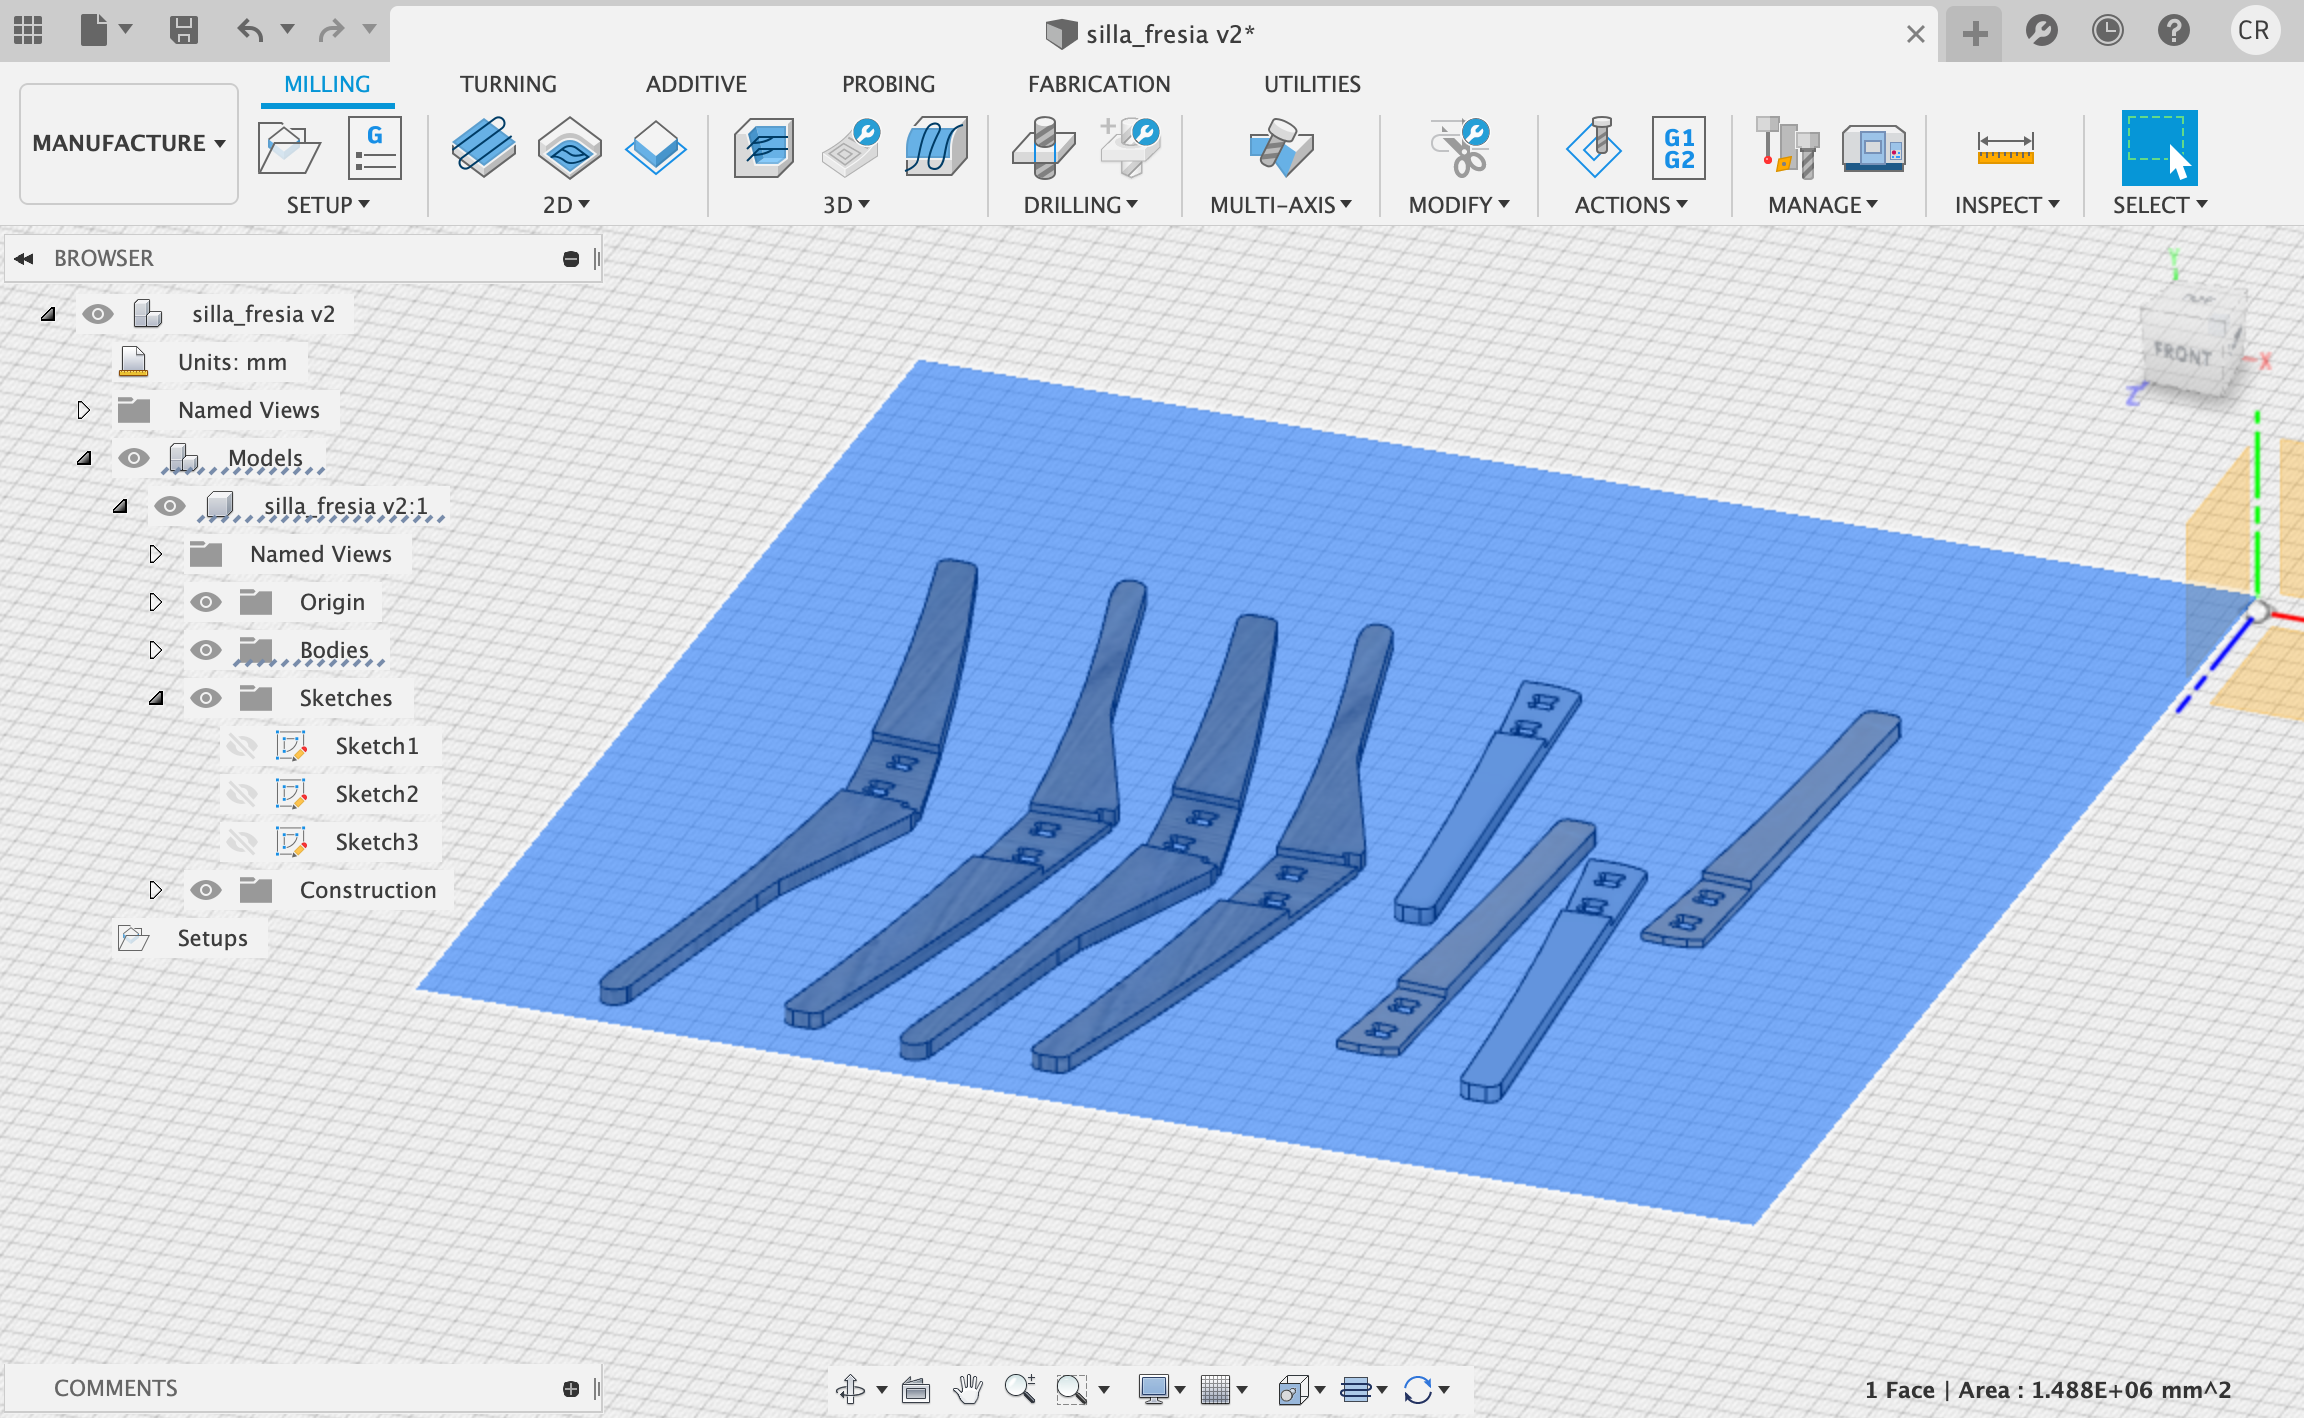 silla_fresia v2*
CR
MANUFACTURE
MILLING
TURNING
ADDITIVE
PROBING
FABRICATION
UTILITIES
G
G1
G2
SETUP
2D
3D
DRILLING
MULTI-AXIS
MODIFY
ACTIONS
MANAGE
INSPECT
SELECT
BROWSER
silla_fresia v2
Units: mm
Named Views
Models
silla_fresia v2:1
Named Views
Origin
Bodies
Sketches
Sketch1
Sketch2
Sketch3
Construction
Setups
Y
FRONT
X
Z
COMMENTS
1 Face | Area : 1.488E+06 mm^2